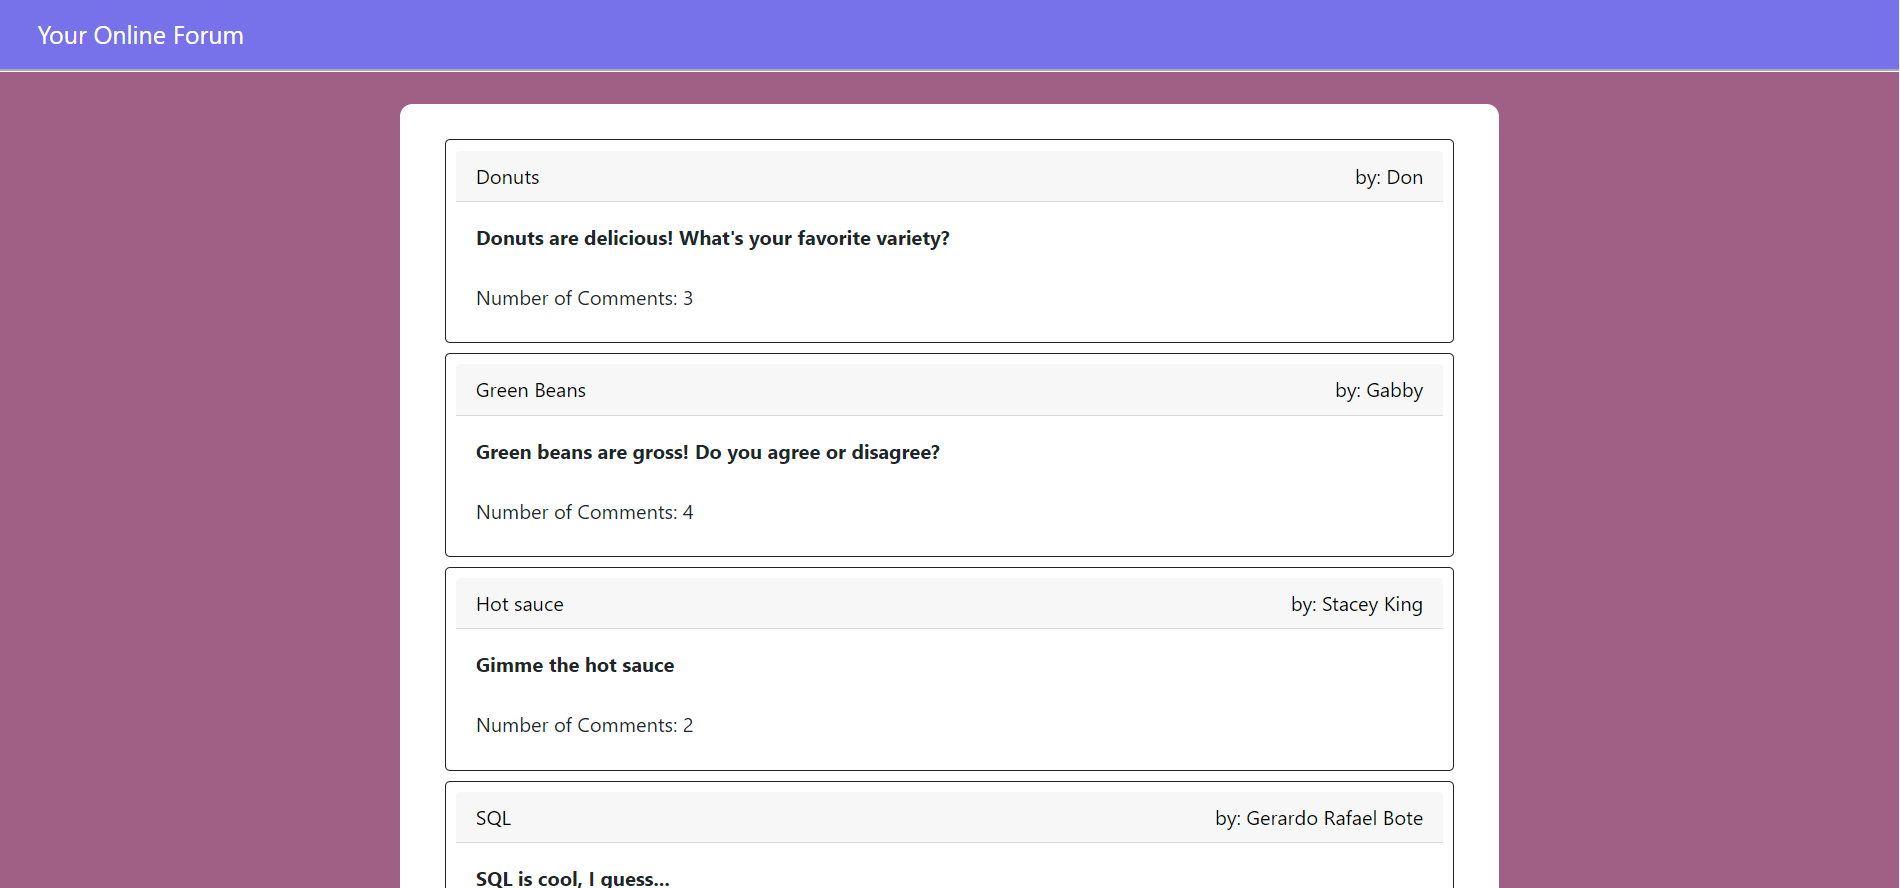 Your Online Forum
Donuts by: Don
Donuts are delicious! What's your favorite variety?
Number of Comments: 3
Green Beans by: Gabby
Green beans are gross! Do you agree or disagree?
Number of Comments: 4
Hot sauce by: Stacey King
Gimme the hot sauce
Number of Comments: 2
SQL by: Gerardo Rafael Bote
SQL is cool, I guess...